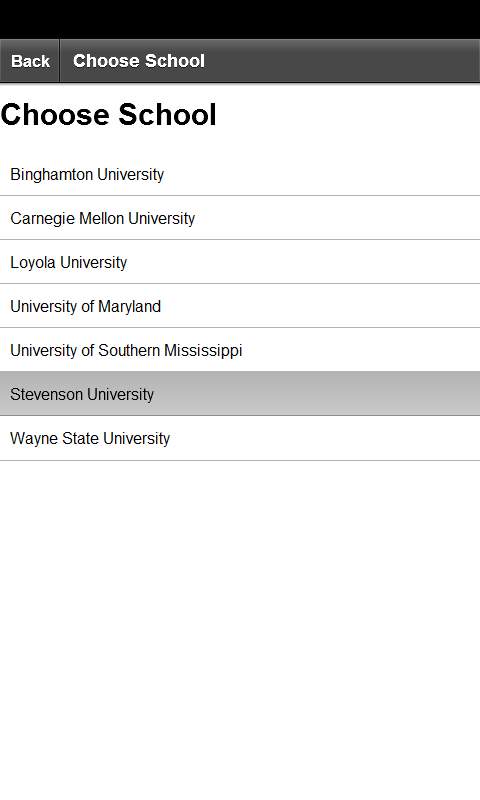 Back
Choose School
Choose School
Binghamton University
Carnegie Mellon University
Loyola University
University of Maryland
University of Southern Mississippi
Stevenson University
Wayne State University